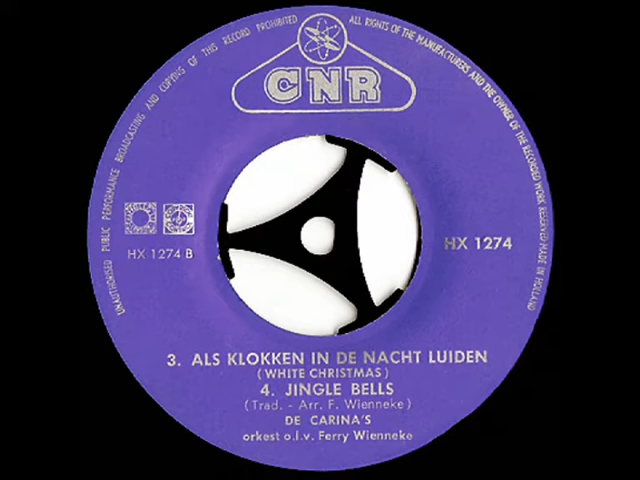 UNAUTHORISED PUBLIC PERFORMANCE BROADCASTING AND COPYING OF THIS RECORD PROHIBITED
ALL RIGHTS OF THE MANUFACTURERS AND THE OWNER OF THE RECORDED WORK RESERVED MADE IN HOLLAND
CNR
HX 1274 B
HX 1274
3. ALS KLOKKEN IN DE NACHT LUIDEN
(WHITE CHRISTMAS)
4. JINGLE BELLS
(Trad. - Arr. F. Wienneke)
DE CARINA'S
orkest o.l.v. Ferry Wienneke